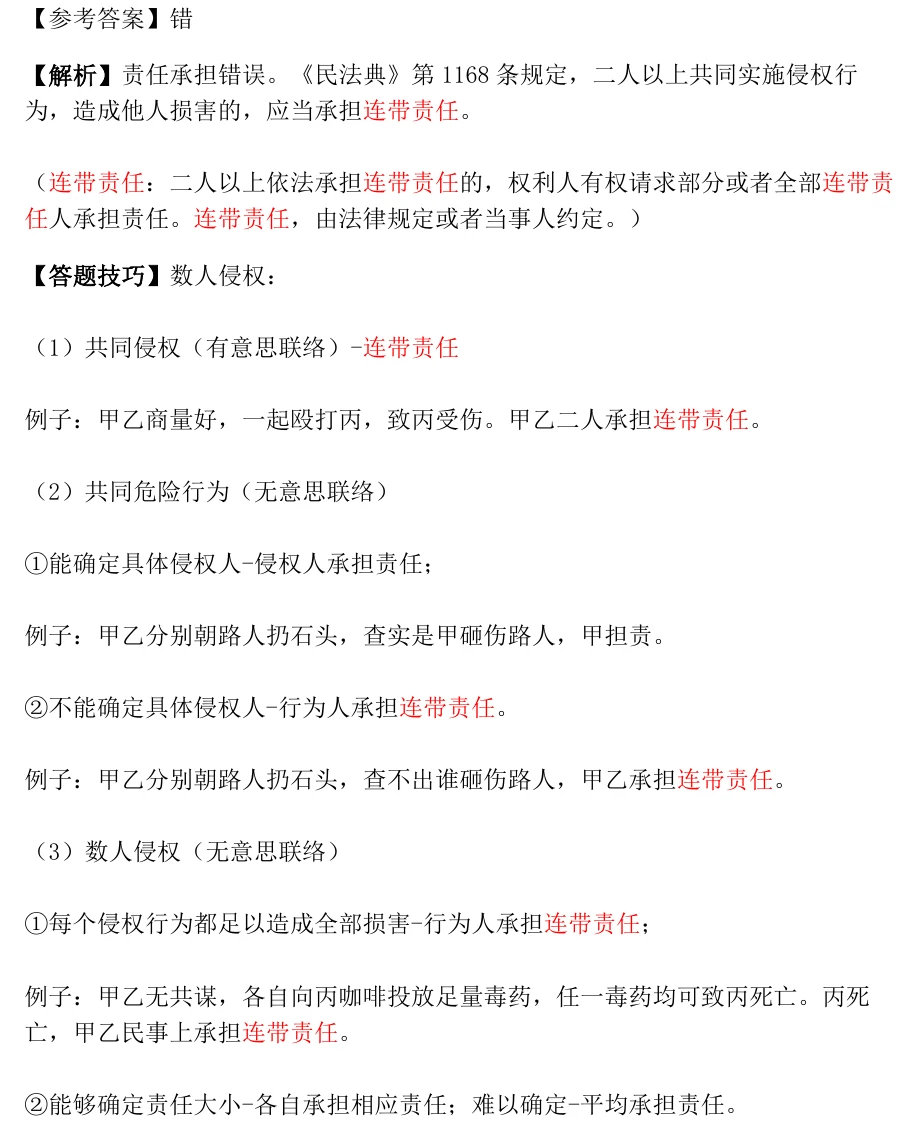 【参考答案】错
【解析】责任承担错误。《民法典》第1168条规定，二人以上共同实施侵权行
为，造成他人损害的，应当承担连带责任。
（连带责任：二人以上依法承担连带责任的，权利人有权请求部分或者全部连带责
任人承担责任。连带责任，由法律规定或者当事人约定。）
【答题技巧】数人侵权：
（1）共同侵权（有意思联络）-连带责任
例子：甲乙商量好，一起殴打丙，致丙受伤。甲乙二人承担连带责任。
（2）共同危险行为（无意思联络）
①能确定具体侵权人-侵权人承担责任；
例子：甲乙分别朝路人扔石头，查实是甲砸伤路人，甲担责。
②不能确定具体侵权人-行为人承担连带责任。
例子：甲乙分别朝路人扔石头，查不出谁砸伤路人，甲乙承担连带责任。
（3）数人侵权（无意思联络）
①每个侵权行为都足以造成全部损害-行为人承担连带责任；
例子：甲乙无共谋，各自向丙咖啡投放足量毒药，任一毒药均可致丙死亡。丙死
亡，甲乙民事上承担连带责任。
②能够确定责任大小-各自承担相应责任；难以确定-平均承担责任。